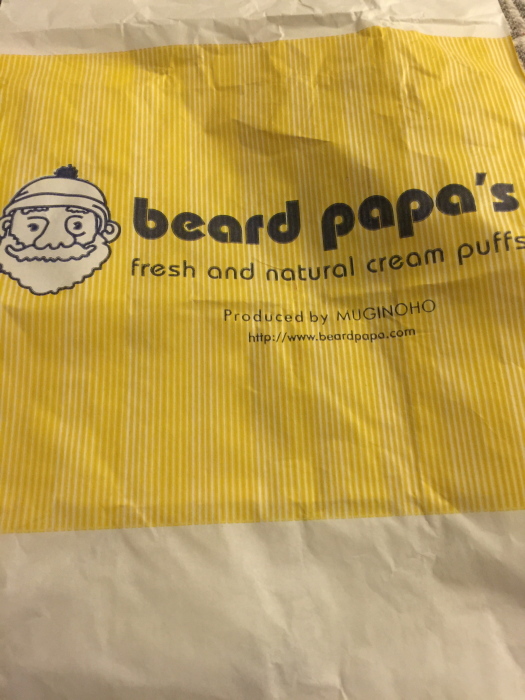 beard papa's
fresh and natural cream puffs
Produced by MUGINOHO
http://www.beardpapa.com